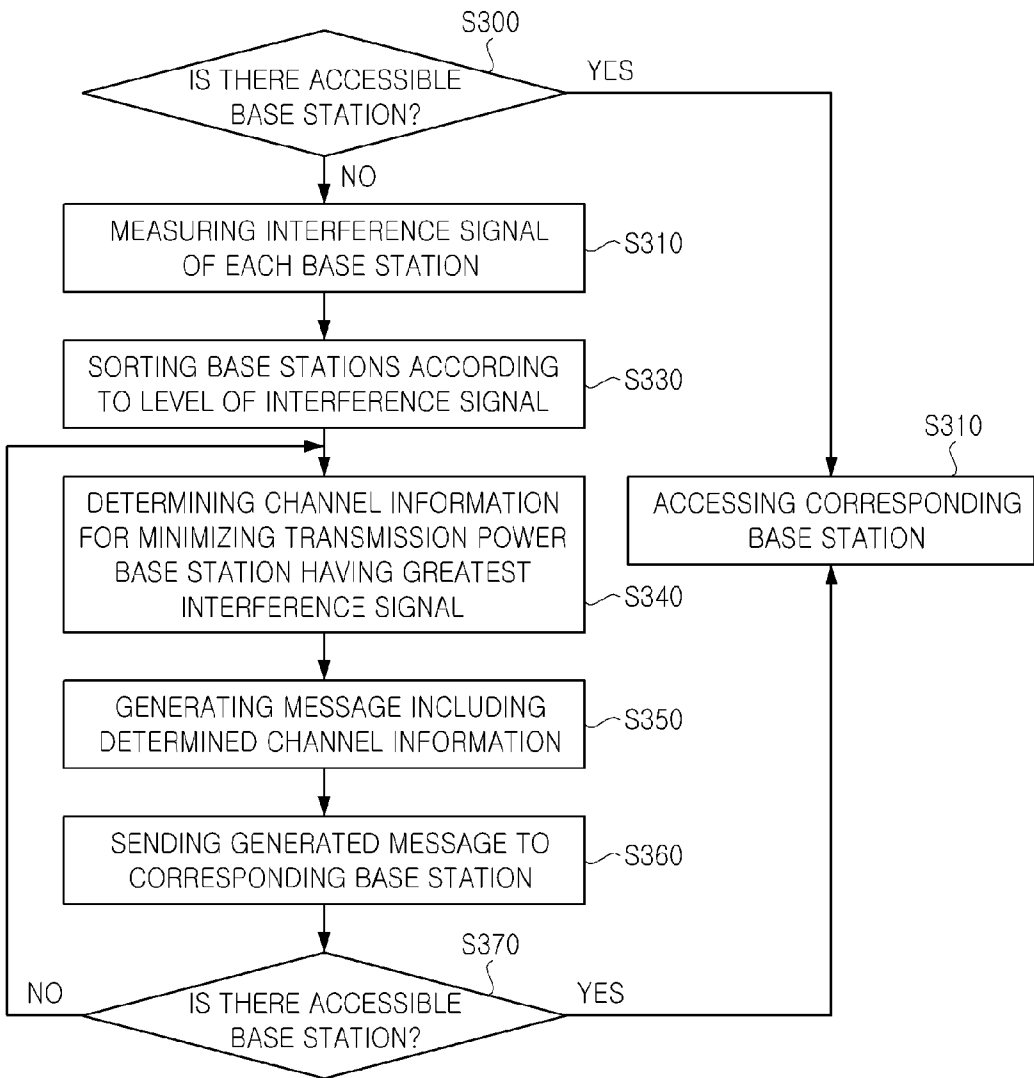 S300
IS THERE ACCESSIBLE
BASE STATION?
YES
NO
MEASURING INTERFERENCE SIGNAL
OF EACH BASE STATION
S310
SORTING BASE STATIONS ACCORDING
TO LEVEL OF INTERFERENCE SIGNAL
S330
S310
ACCESSING CORRESPONDING
BASE STATION
DETERMINING CHANNEL INFORMATION
FOR MINIMIZING TRANSMISSION POWER
BASE STATION HAVING GREATEST
INTERFERENCE SIGNAL
S340
GENERATING MESSAGE INCLUDING
DETERMINED CHANNEL INFORMATION
S350
SENDING GENERATED MESSAGE TO
CORRESPONDING BASE STATION
S360
S370
NO
IS THERE ACCESSIBLE
BASE STATION?
YES